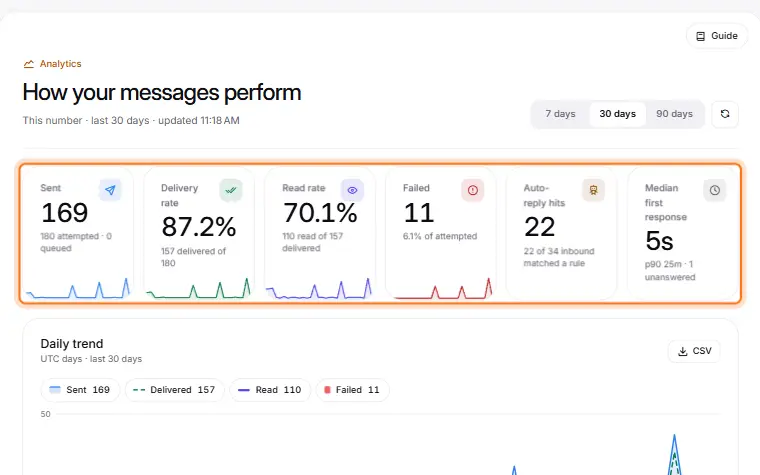 Guide
Analytics
How your messages perform
This number · last 30 days · updated 11:18 AM
7 days 30 days 90 days
Sent
169
180 attempted · 0
queued
Delivery
rate
87.2%
157 delivered of
180
Read rate
70.1%
110 read of 157
delivered
Failed
11
6.1% of attempted
Auto-
reply hits
22
22 of 34 inbound
matched a rule
Median
first
response
5s
p90 25m · 1
unanswered
Daily trend
UTC days · last 30 days
CSV
Sent 169 Delivered 157 Read 110 Failed 11
50